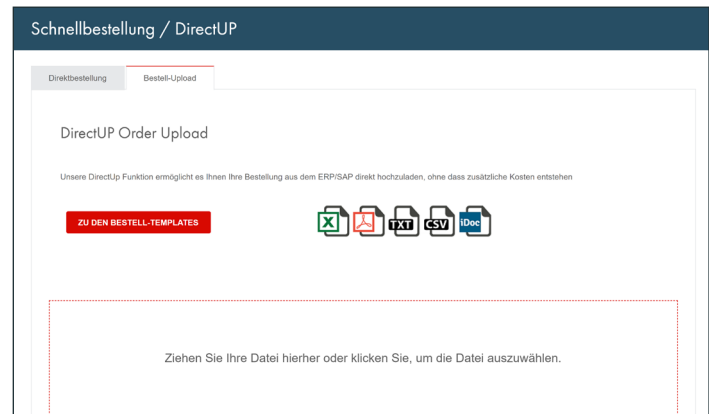 Schnellbestellung / DirectUP
Direktbestellung
Bestell-Upload
DirectUP Order Upload
Unsere DirectUp Funktion ermöglicht es Ihnen Ihre Bestellung aus dem ERP/SAP direkt hochzuladen, ohne dass zusätzliche Kosten entstehen
ZU DEN BESTELL-TEMPLATES
X
TXT
CSV
iDoc
Ziehen Sie Ihre Datei hierher oder klicken Sie, um die Datei auszuwählen.